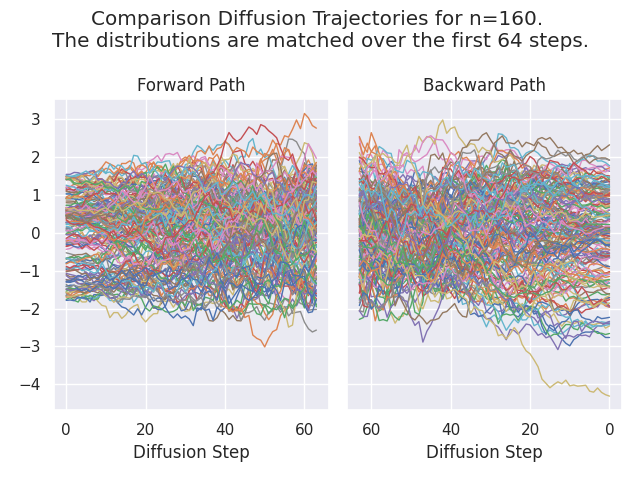 Comparison Diffusion Trajectories for n=160.
The distributions are matched over the first 64 steps.
Forward Path
Backward Path
3
2
1
0
−1
−2
−3
−4
0 20 40 60
60 40 20 0
Diffusion Step
Diffusion Step